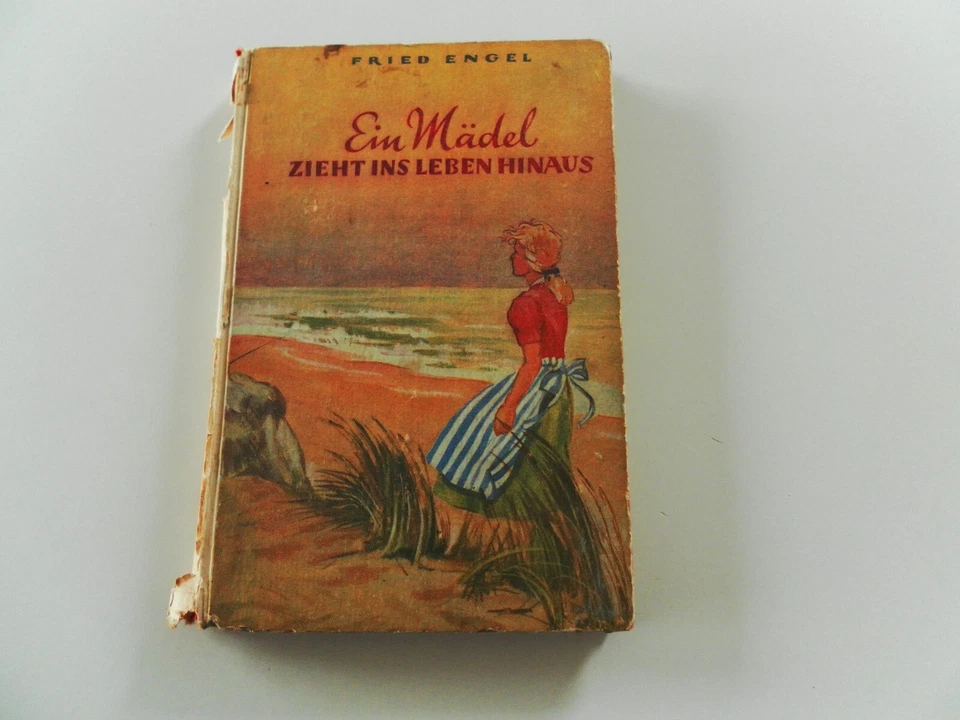 FRIED ENGEL
Ein Mädel
ZIEHT INS LEBEN HINAUS